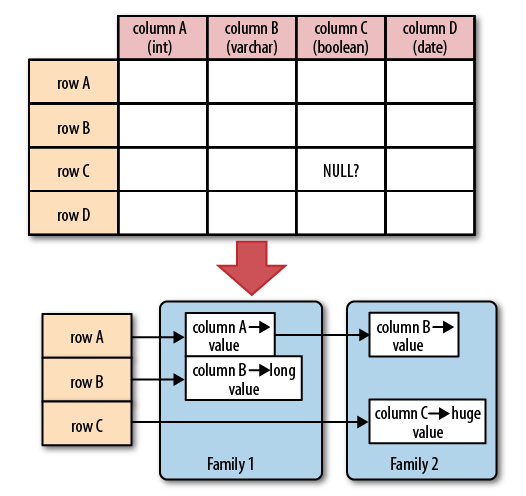 column A column B column C column D
(int) (varchar) (boolean) (date)
row A
row B
row C NULL?
row D
row A column A→ value column B→ value
row B column B→long value
row C column C→huge value
Family 1 Family 2